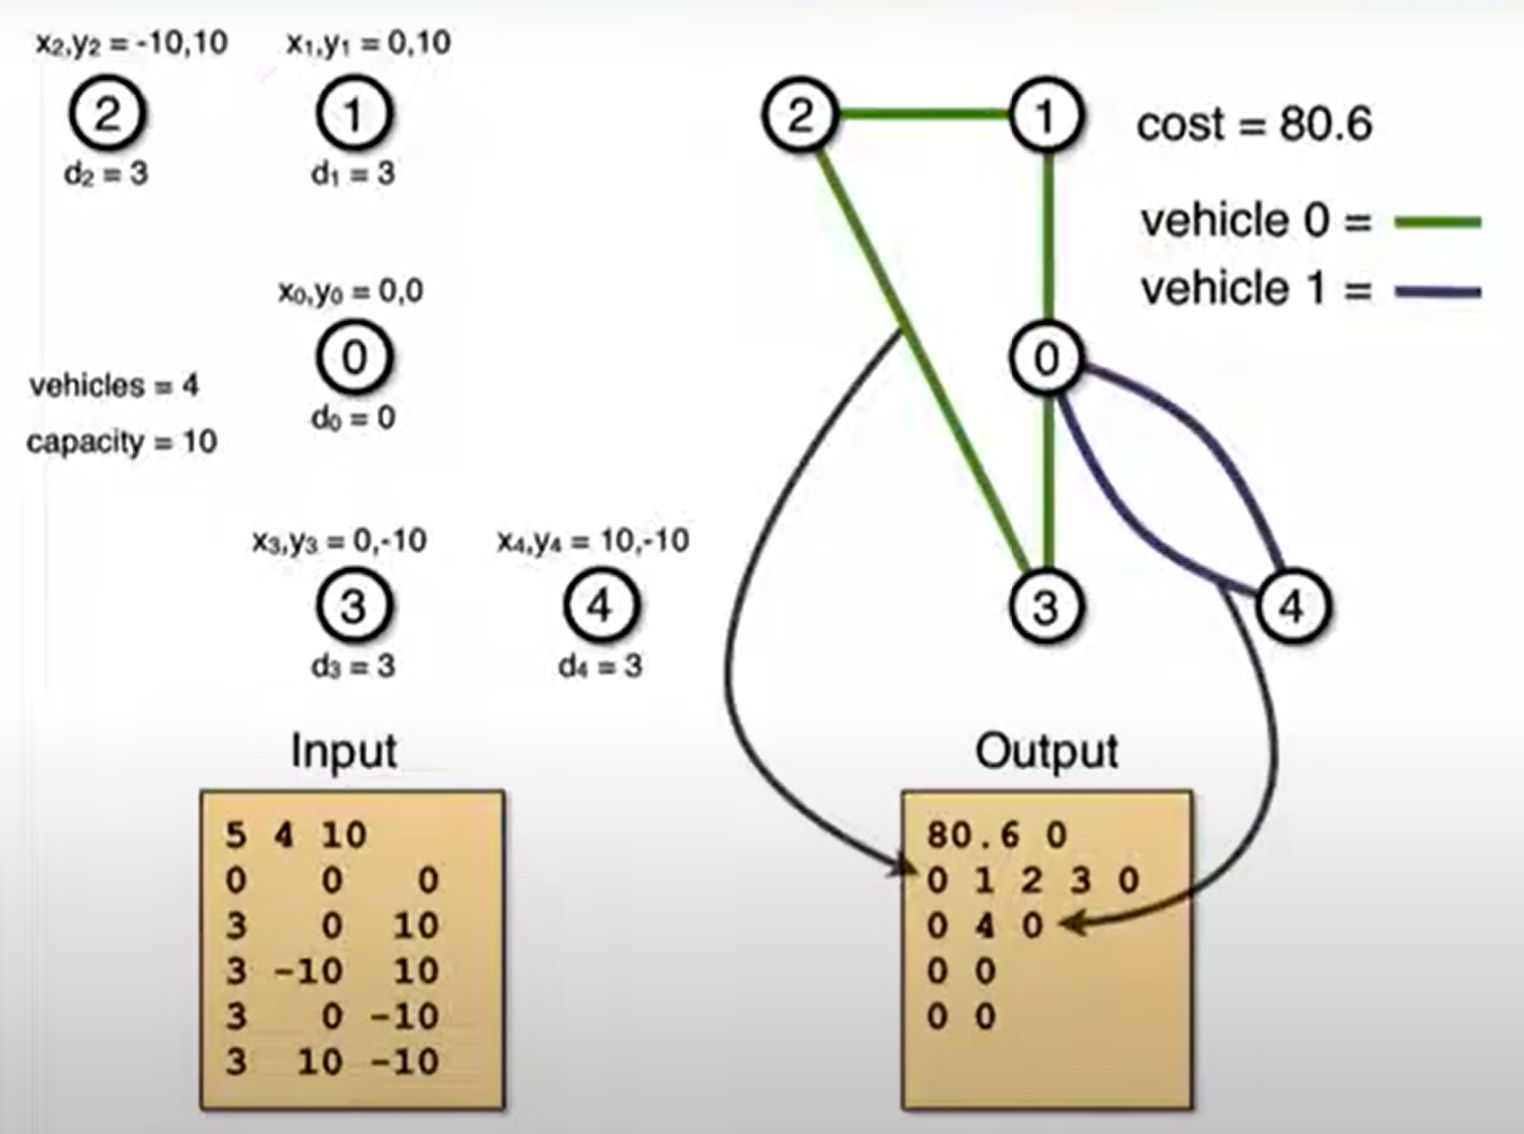 x₂,y₂ = -10,10
x₁,y₁ = 0,10
2
1
d₂ = 3
d₁ = 3
x₀,y₀ = 0,0
0
d₀ = 0
vehicles = 4
capacity = 10
x₃,y₃ = 0,-10
x₄,y₄ = 10,-10
3
4
d₃ = 3
d₄ = 3
Input
5 4 10
0 0 0
3 0 10
3 -10 10
3 0 -10
3 10 -10
2
1
cost = 80.6
vehicle 0 =
vehicle 1 =
0
3
4
Output
80.6 0
0 1 2 3 0
0 4 0
0 0
0 0